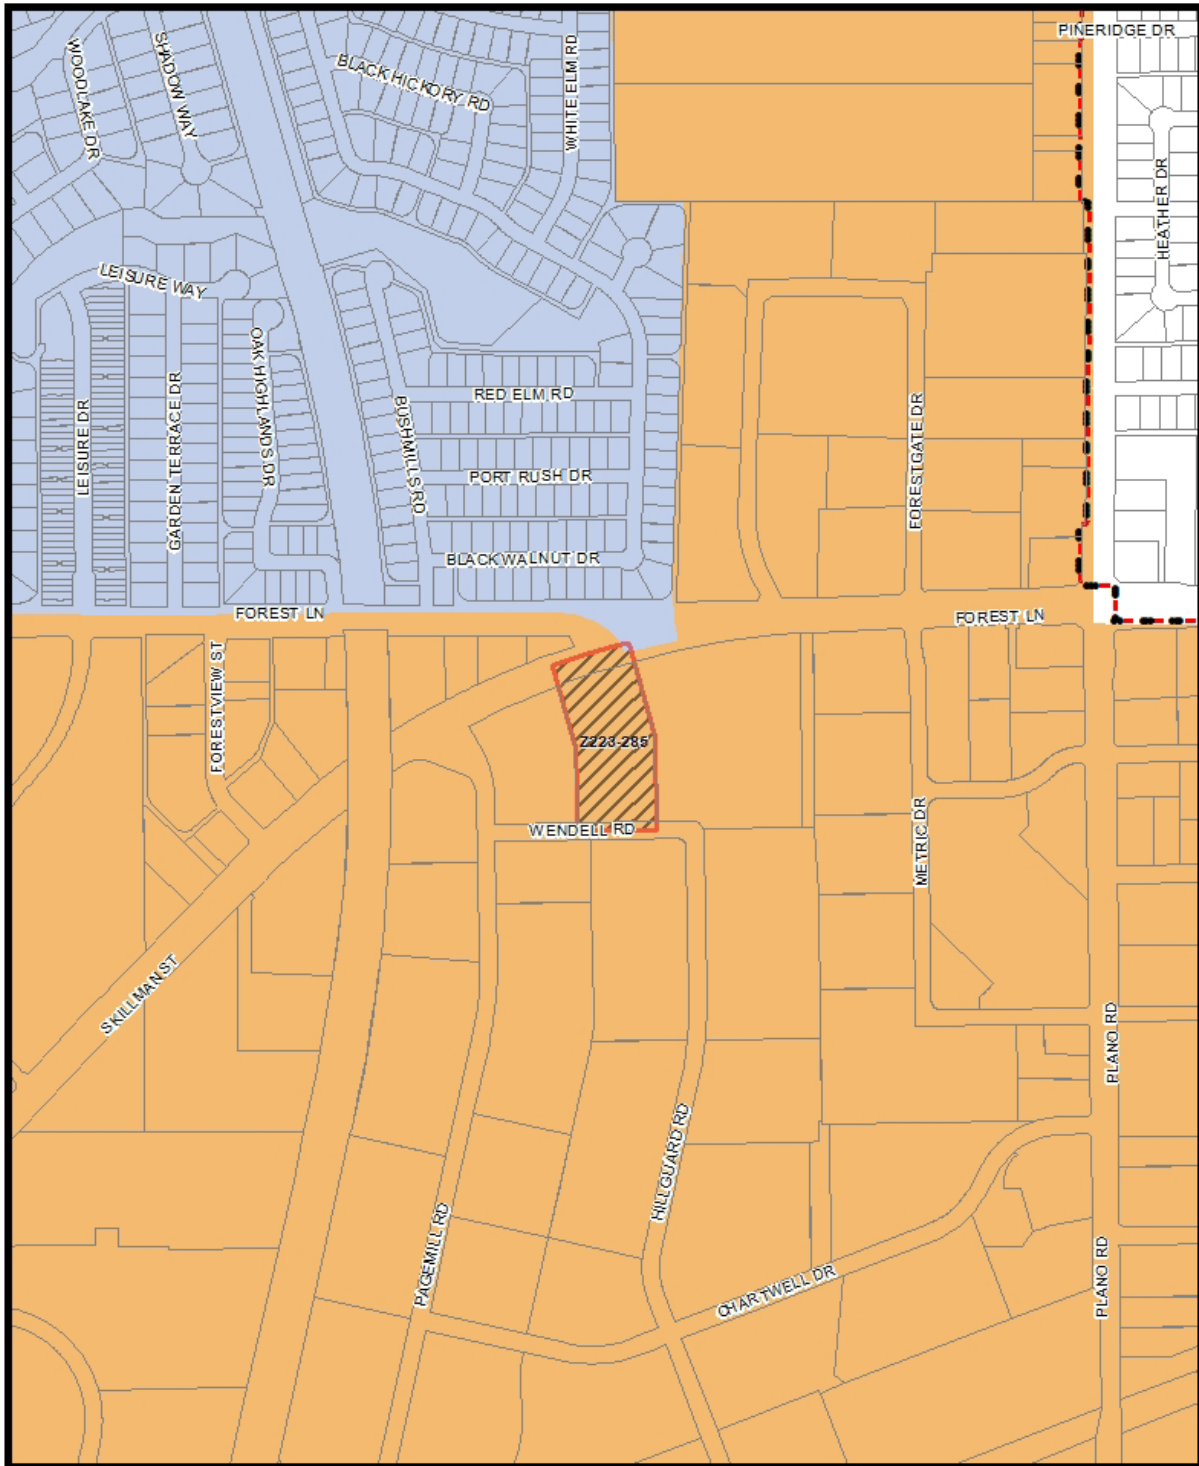 PINERIDGE DR
WOODLAKE DR
SHADOW WAY
BLACK HICKORY RD
WHITE ELM RD
HEATHER DR
LEISURE WAY
OAK HIGHLANDS DR
LEISURE DR
GARDEN TERRACE DR
BUSHMILLS RD
RED ELM RD
FORESTGATE DR
PORT RUSH DR
BLACK WALNUT DR
FOREST LN
FOREST LN
FORESTVIEW ST
Z223-285
WENDELL RD
METRIC DR
SKILLMAN ST
PLANO RD
HILLGUARD RD
PAGEMILL RD
CHARTWELL DR
PLANO RD